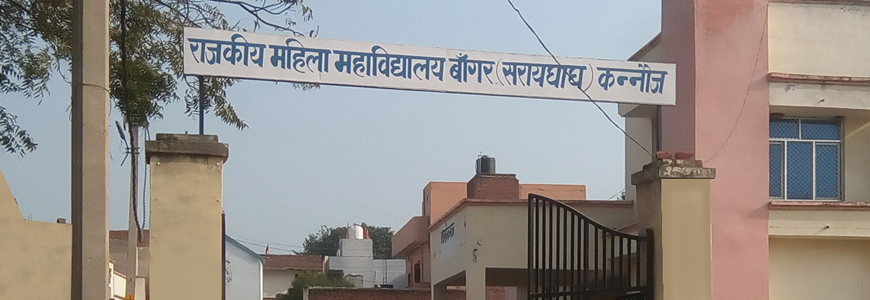 राजकीय महिला महाविद्यालय बाँगर (सरायघाघ) कन्नौज